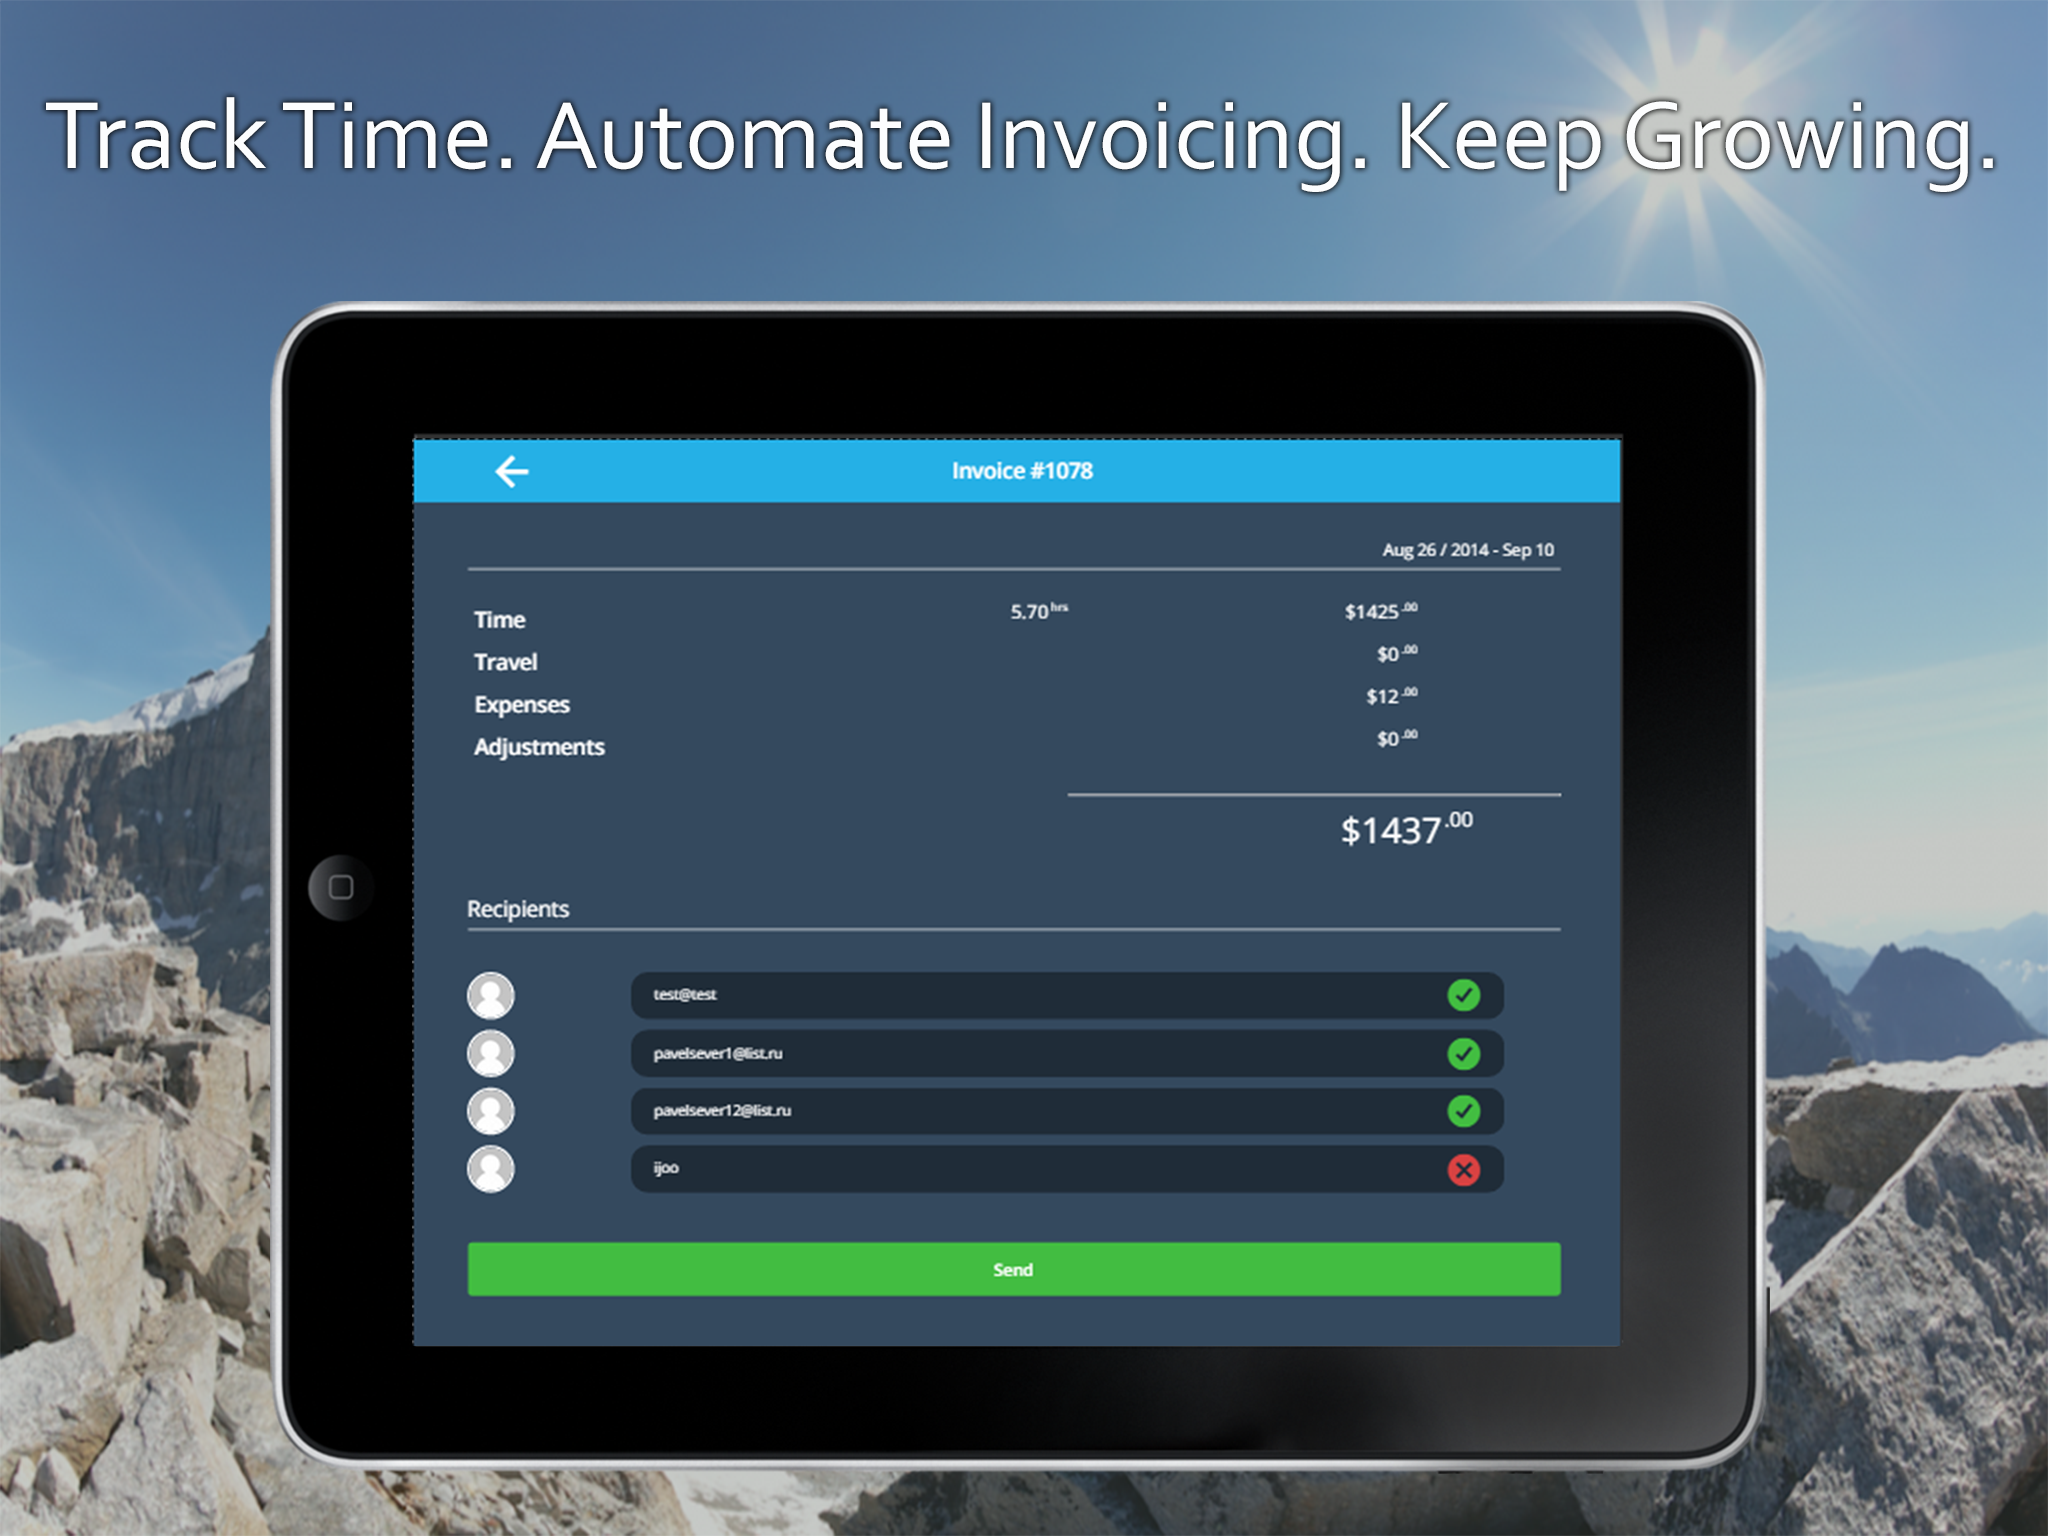 Track Time. Automate Invoicing. Keep Growing.
Invoice #1078
Aug 26 / 2014 - Sep 10
Time 5.70 hrs $1425.00
Travel $0.00
Expenses $12.00
Adjustments $0.00
$1437.00
Recipients
test@test
pavelsever1@list.ru
pavelsever12@list.ru
ijoo
Send